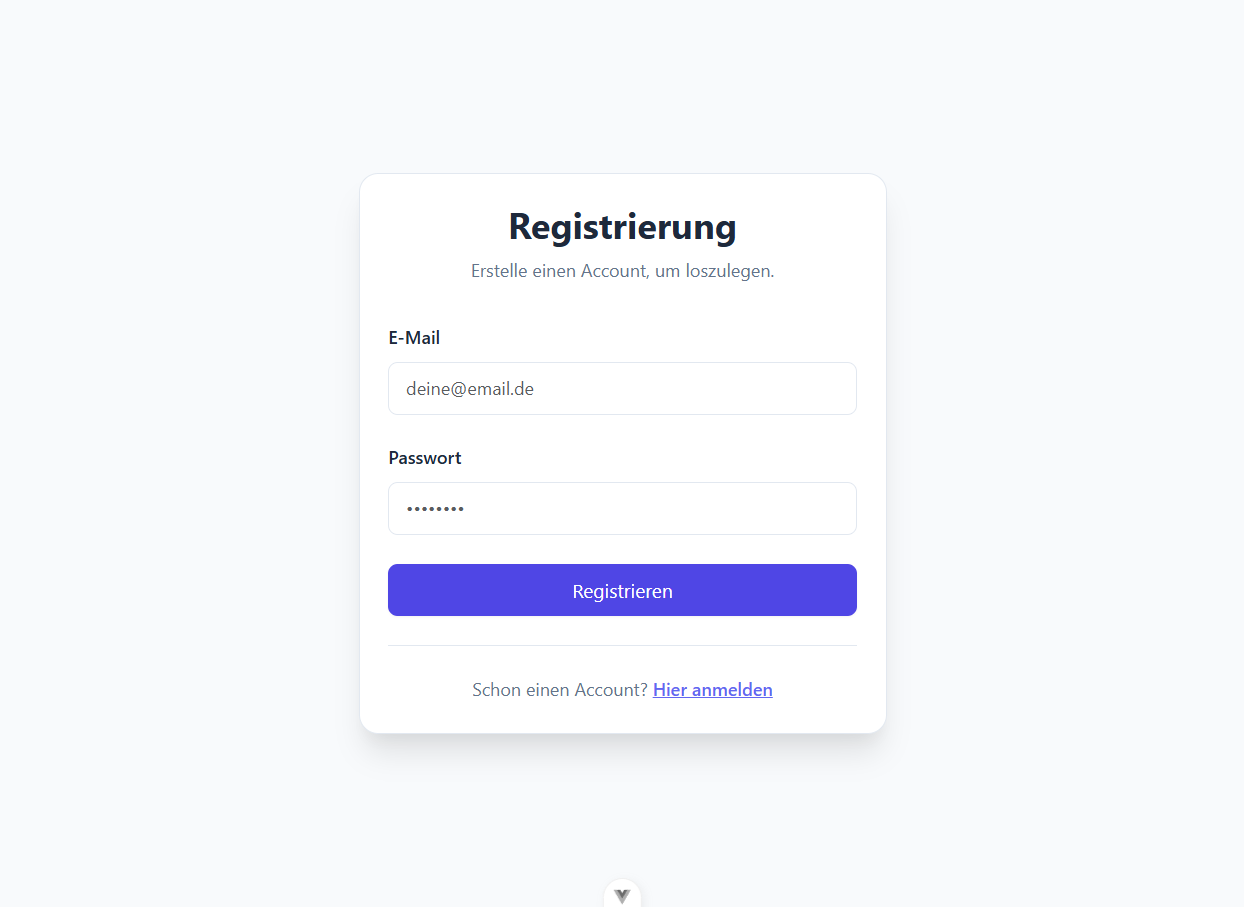 Registrierung
Erstelle einen Account, um loszulegen.
E-Mail
deine@email.de
Passwort
••••••••
Registrieren
Schon einen Account? Hier anmelden